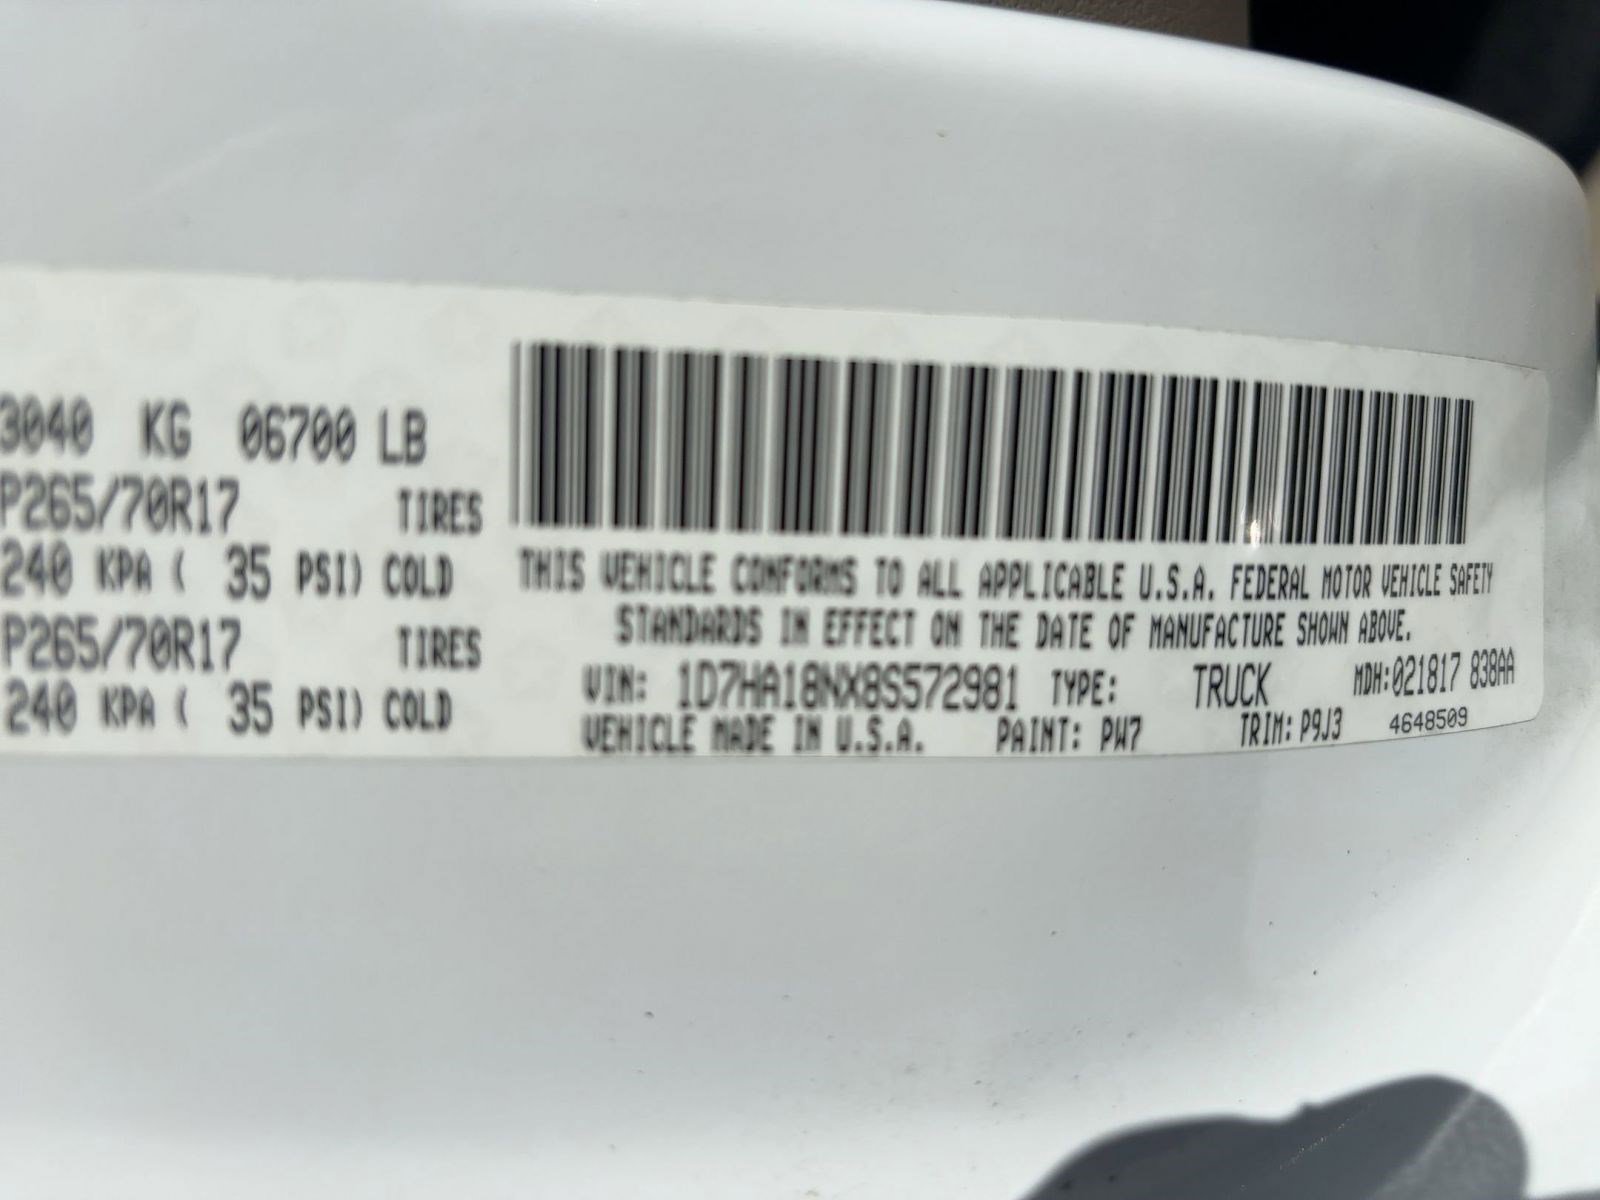 3040 KG 06700 LB
P265/70R17 TIRES
240 KPA ( 35 PSI) COLD
P265/70R17 TIRES
240 KPA ( 35 PSI) COLD
THIS VEHICLE CONFORMS TO ALL APPLICABLE U.S.A. FEDERAL MOTOR VEHICLE SAFETY
STANDARDS IN EFFECT ON THE DATE OF MANUFACTURE SHOWN ABOVE.
VIN: 1D7HA18NX8S572981 TYPE: TRUCK MDH:021817 838AA
VEHICLE MADE IN U.S.A. PAINT: PW7 TRIM: P9J3 4648509